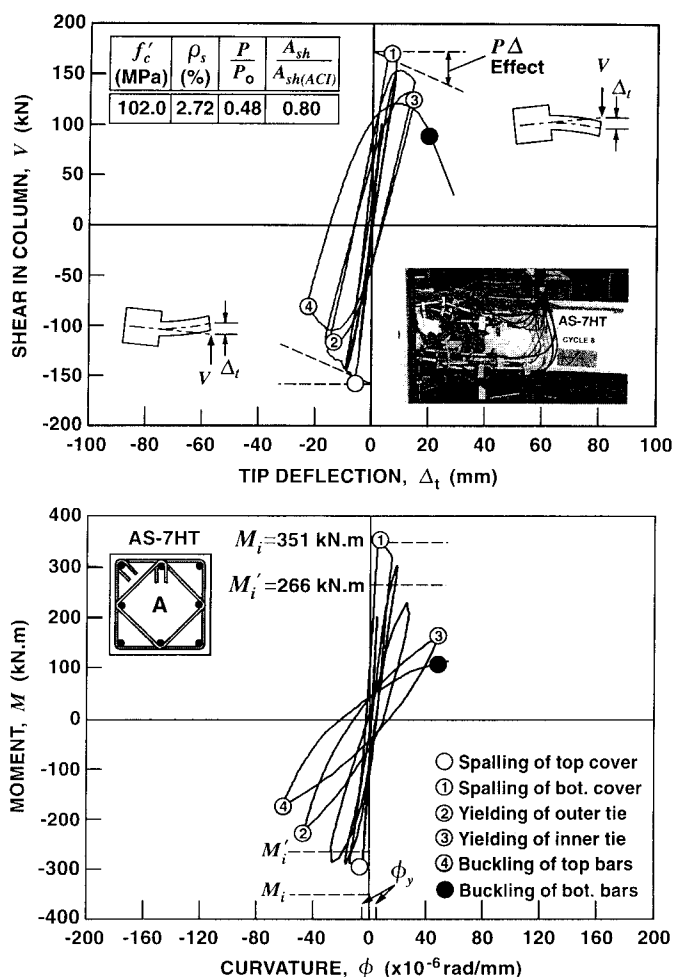 f'c (MPa) ρs (%) P/Po Ash/Ash(ACI)
102.0 2.72 0.48 0.80
PΔ Effect
V
Δt
200
150
100
50
0
-50
-100
-150
-200
SHEAR IN COLUMN, V (kN)
1
3
4
2
V Δt
AS-7HT
CYCLE 8
-100 -80 -60 -40 -20 0 20 40 60 80 100
TIP DEFLECTION, Δt (mm)
400
300
200
100
0
-100
-200
-300
-400
MOMENT, M (kN.m)
AS-7HT
A
Mi=351 kN.m
Mi'=266 kN.m
1
3
4
2
Mi'
Mi
ϕy
Spalling of top cover
1 Spalling of bot. cover
2 Yielding of outer tie
3 Yielding of inner tie
4 Buckling of top bars
Buckling of bot. bars
-200 -160 -120 -80 -40 0 40 80 120 160 200
CURVATURE, ϕ (x10-6 rad/mm)